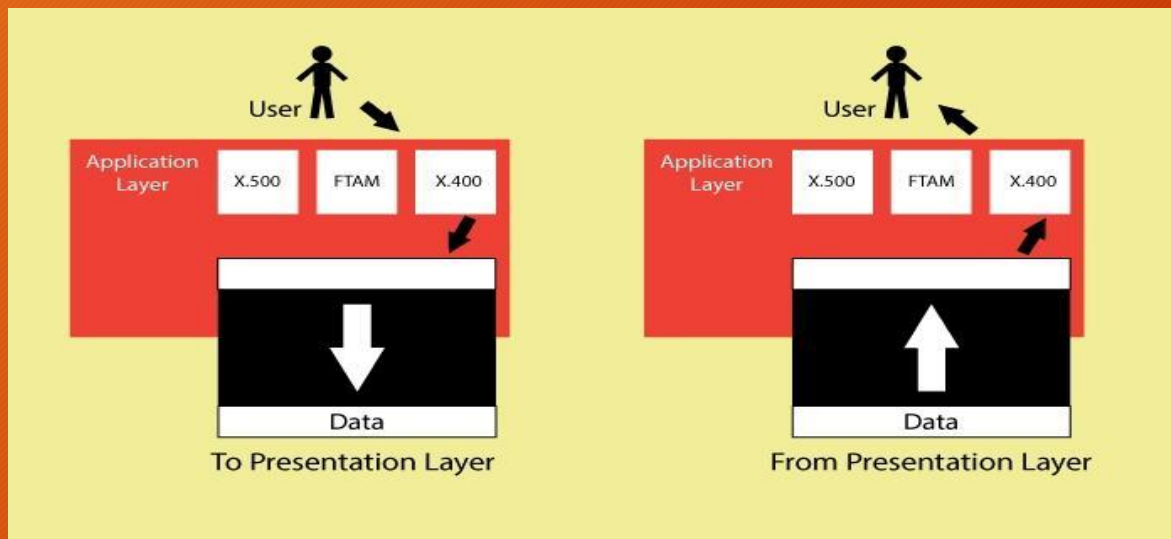 User
Application
Layer
X.500
FTAM
X.400
Data
To Presentation Layer
User
Application
Layer
X.500
FTAM
X.400
Data
From Presentation Layer